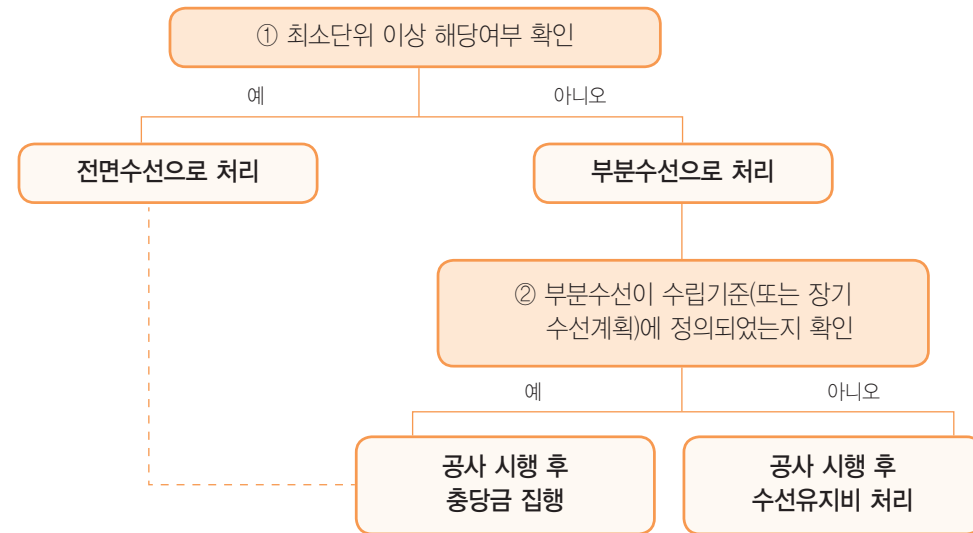 ① 최소단위 이상 해당여부 확인
예
아니오
전면수선으로 처리
부분수선으로 처리
② 부분수선이 수립기준(또는 장기
수선계획)에 정의되었는지 확인
예
아니오
공사 시행 후
충당금 집행
공사 시행 후
수선유지비 처리